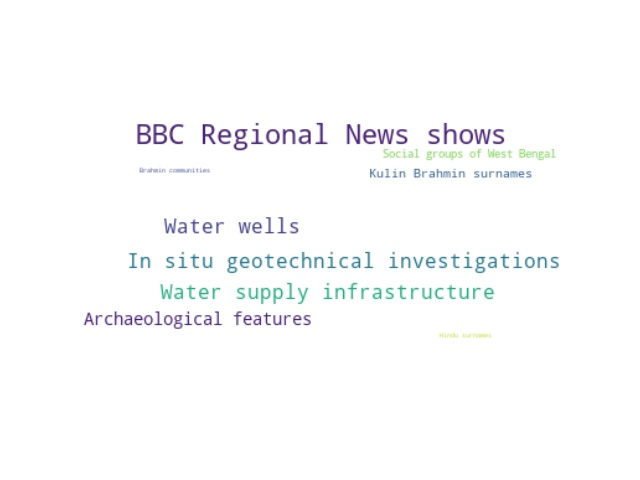 BBC Regional News shows
Social groups of West Bengal
Brahmin communities
Kulin Brahmin surnames
Water wells
In situ geotechnical investigations
Water supply infrastructure
Archaeological features
Hindu surnames